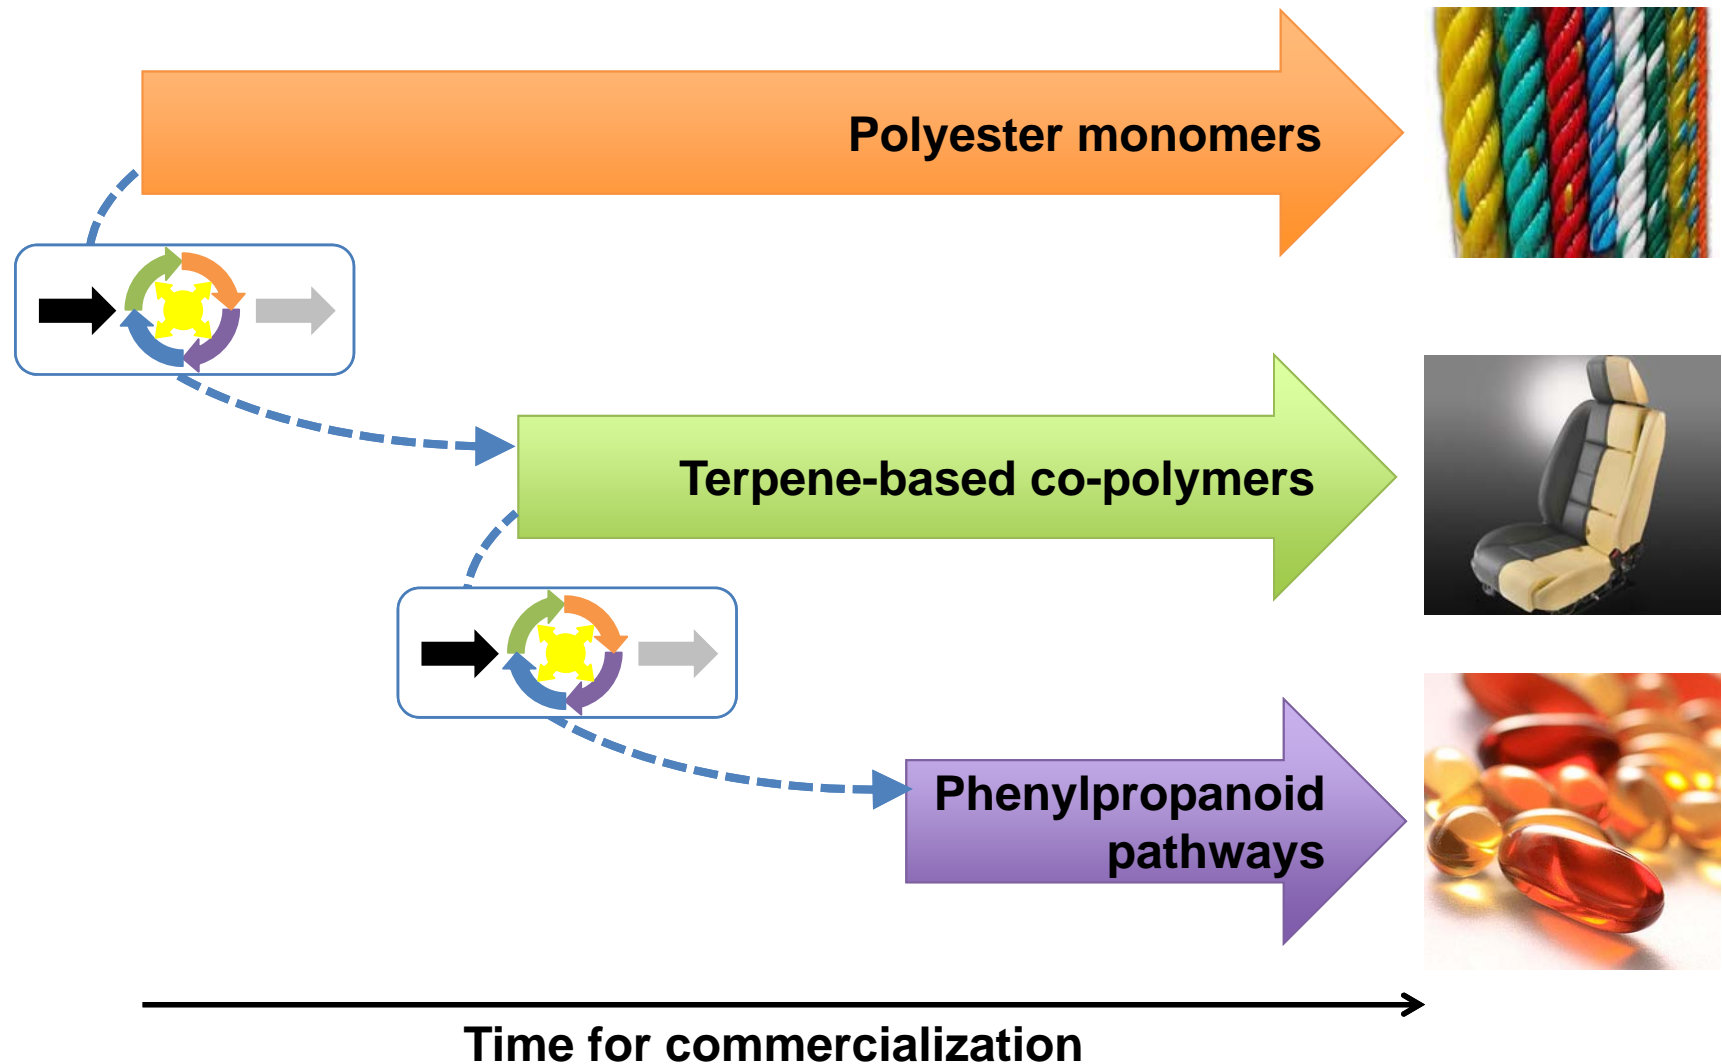 Polyester monomers
Terpene-based co-polymers
Phenylpropanoid
pathways
Time for commercialization